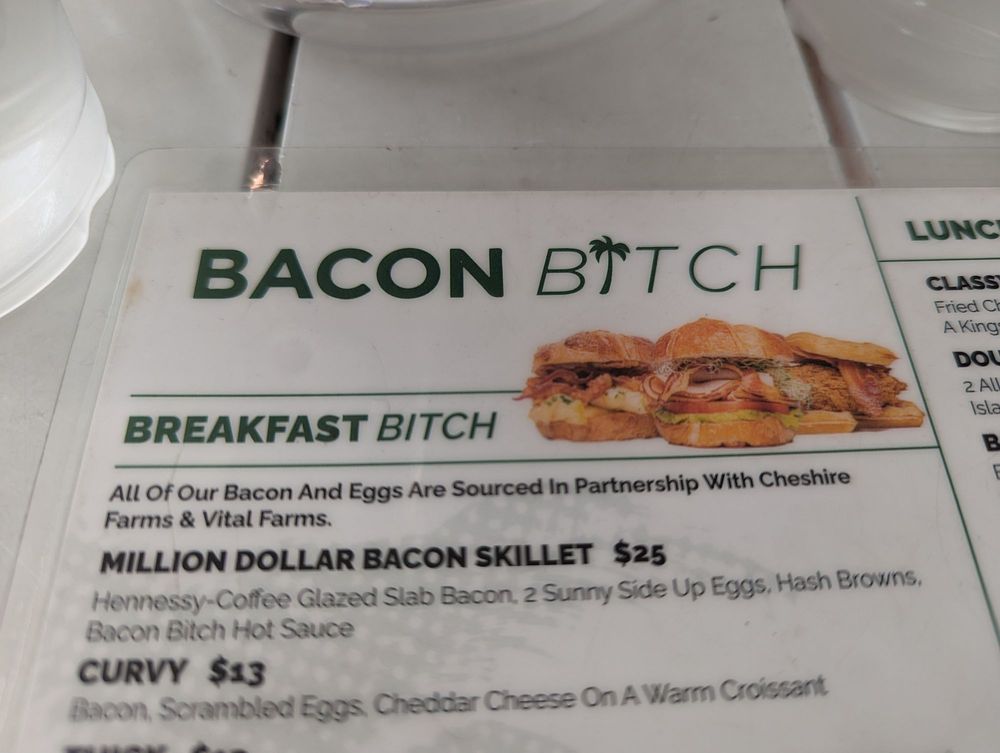 BACON BITCH
BREAKFAST BITCH
All Of Our Bacon And Eggs Are Sourced In Partnership With Cheshire
Farms & Vital Farms.
MILLION DOLLAR BACON SKILLET $25
Hennessy-Coffee Glazed Slab Bacon, 2 Sunny Side Up Eggs, Hash Browns,
Bacon Bitch Hot Sauce
CURVY $13
Bacon, Scrambled Eggs, Cheddar Cheese On A Warm Croissant
Fried
A
2